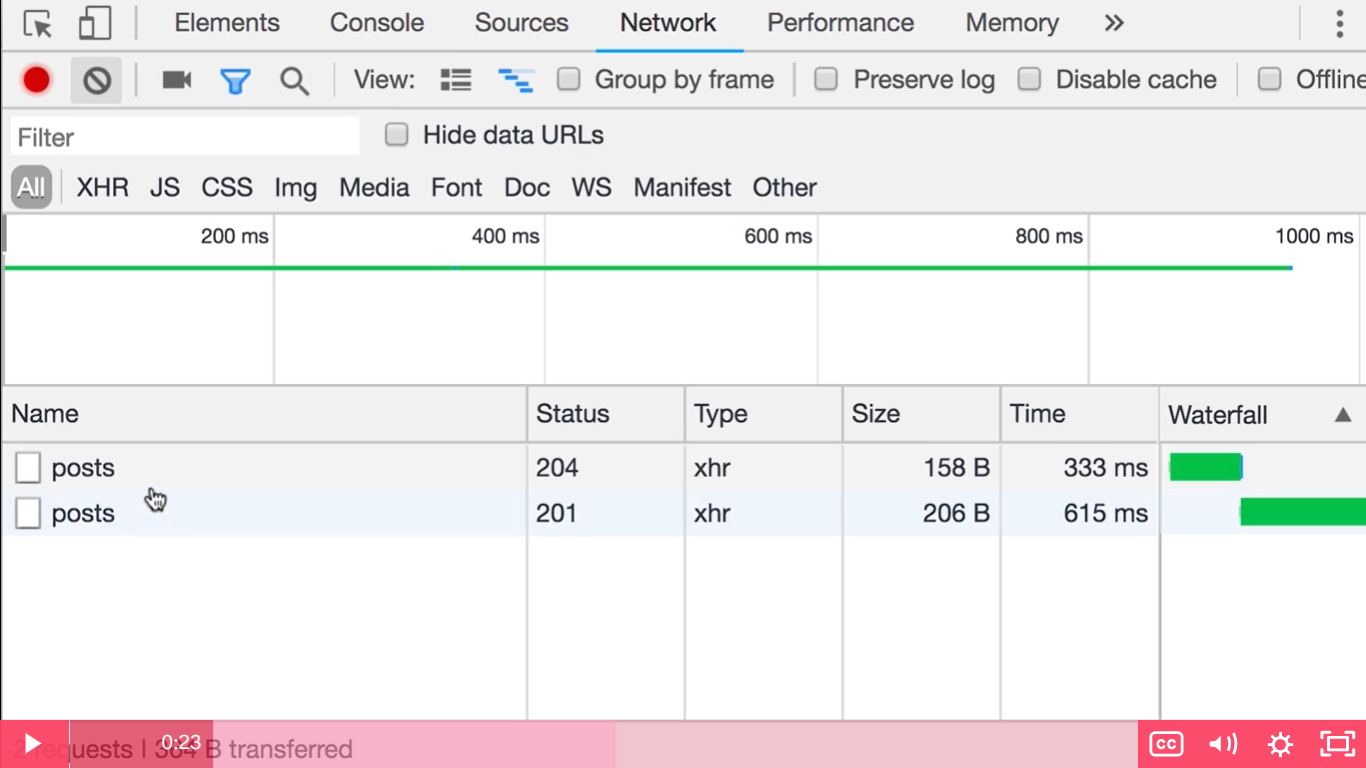 Elements Console Sources Network Performance Memory »
View: Group by frame Preserve log Disable cache Offline
Filter Hide data URLs
All XHR JS CSS Img Media Font Doc WS Manifest Other
200 ms 400 ms 600 ms 800 ms 1000 ms
Name Status Type Size Time Waterfall ▲
posts 204 xhr 158 B 333 ms
posts 201 xhr 206 B 615 ms
2 requests | 364 B transferred 0:23 CC